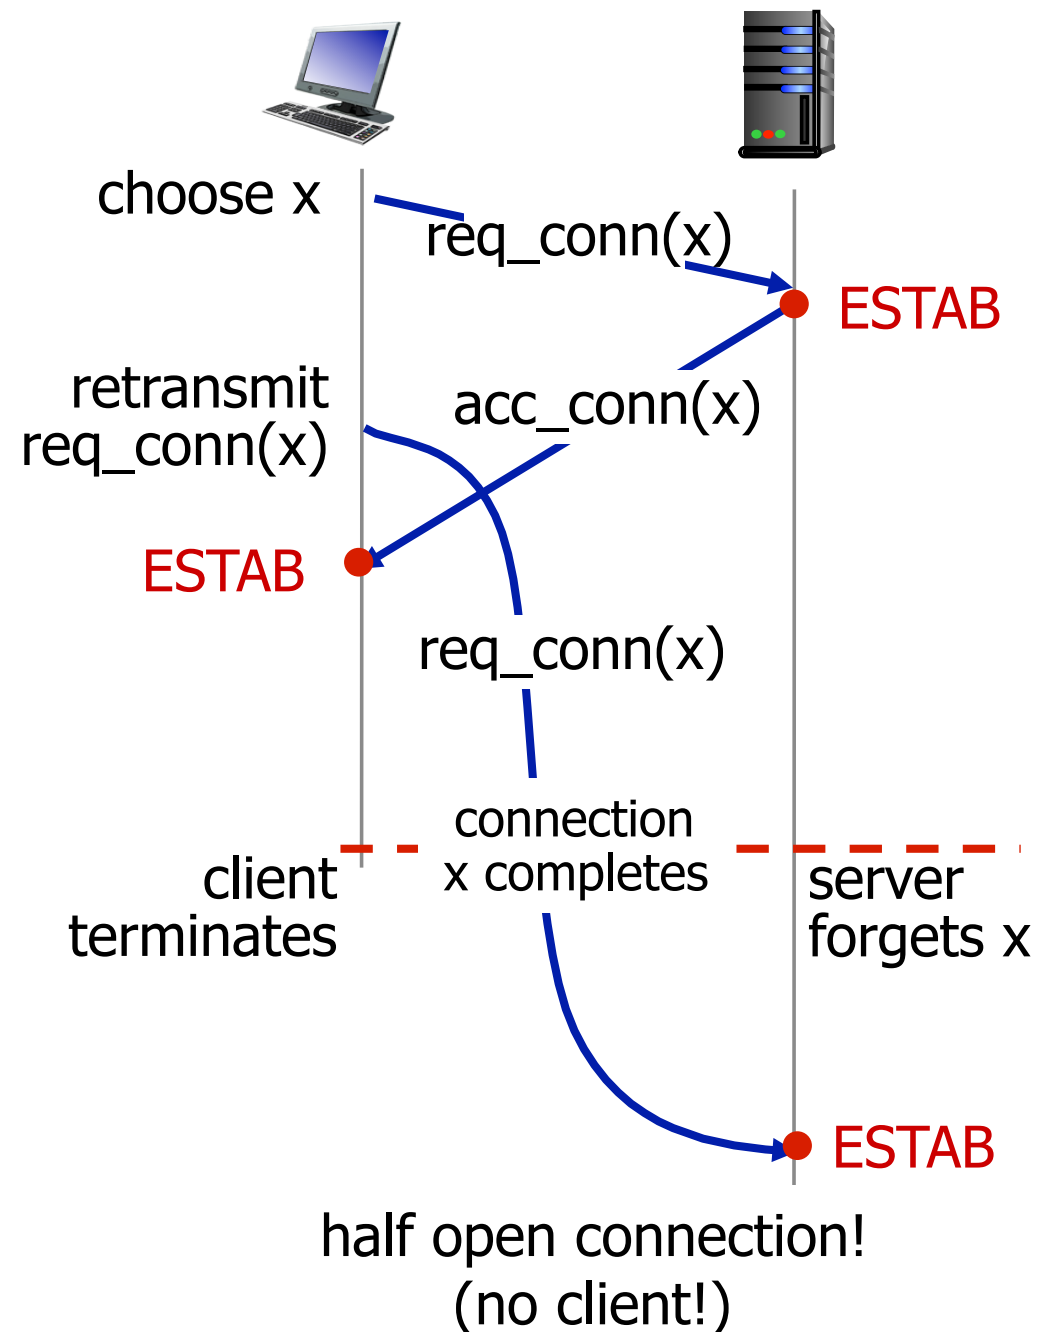 choose x
req_conn(x)
ESTAB
retransmit
req_conn(x)
acc_conn(x)
ESTAB
req_conn(x)
connection
x completes
client
terminates
server
forgets x
ESTAB
half open connection!
(no client!)